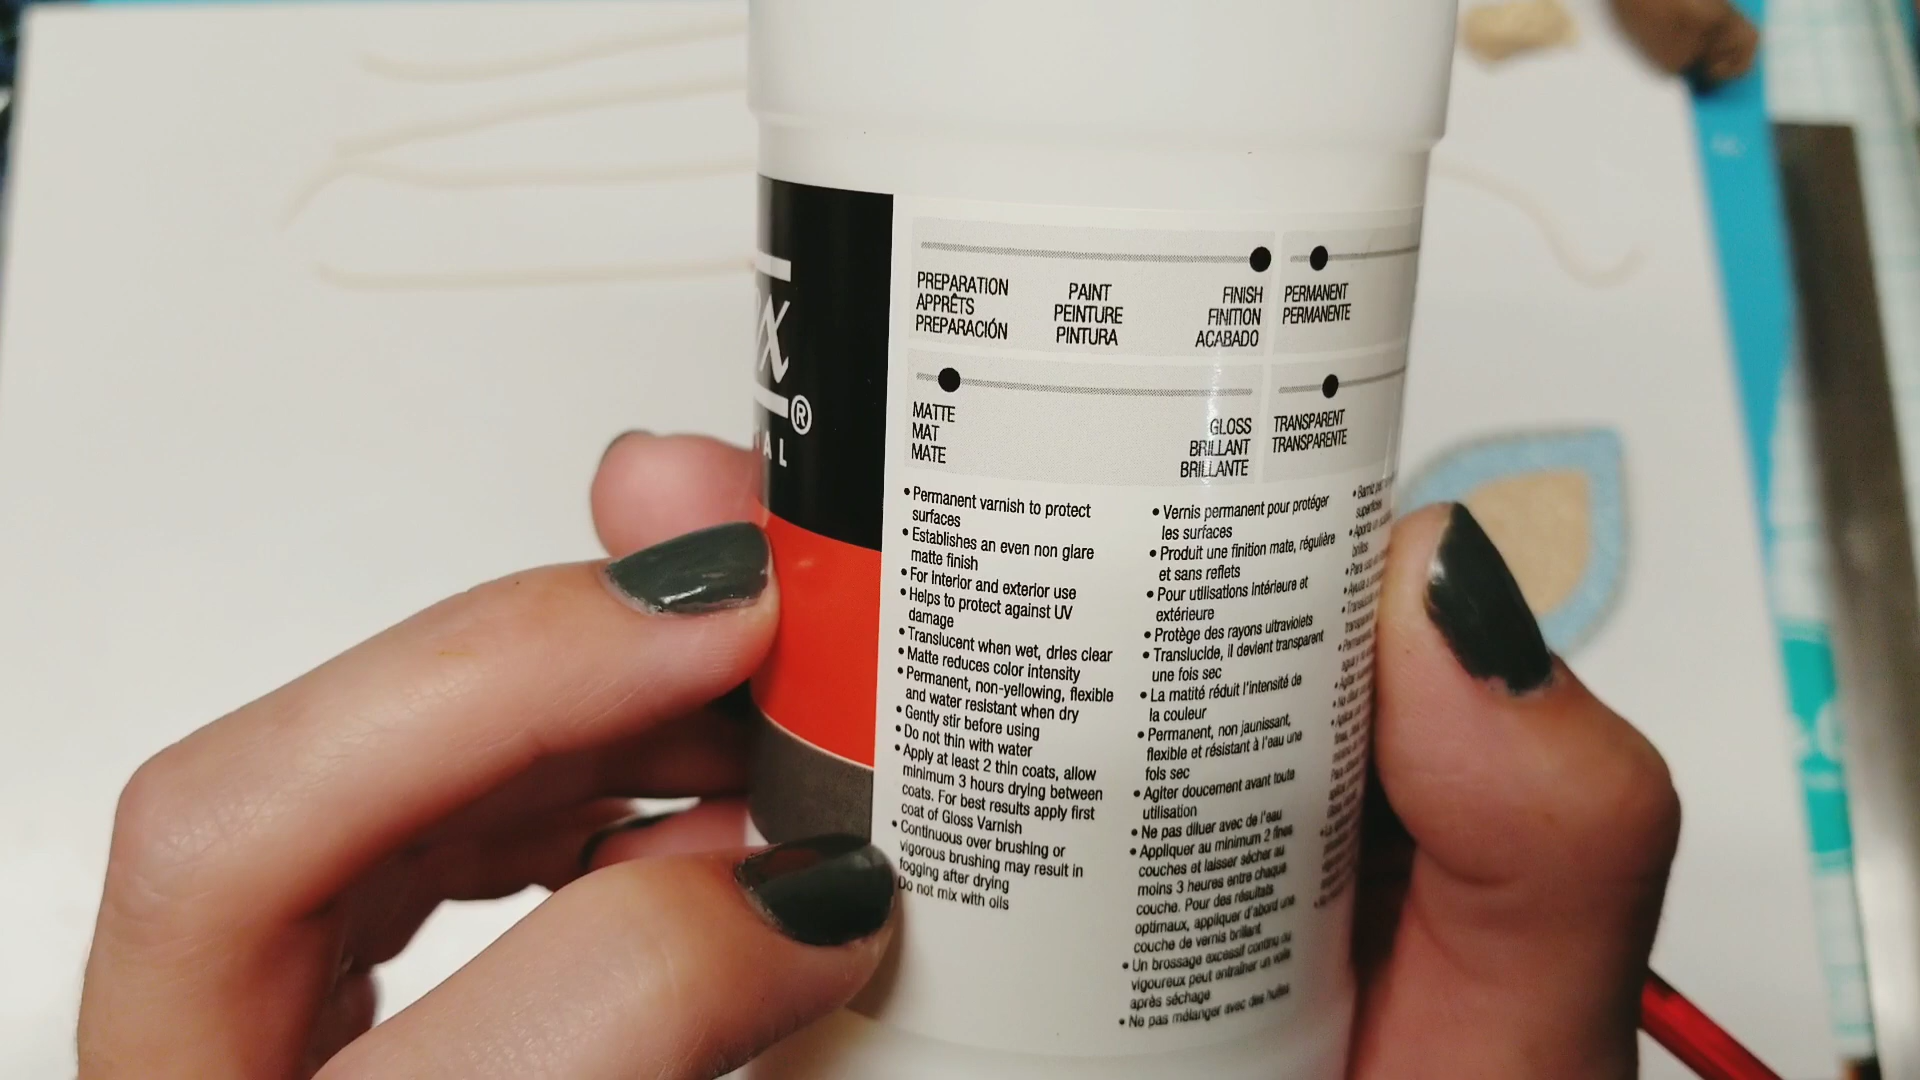 X
®
AL
PREPARATION
APPRÊTS
PREPARACIÓN
PAINT
PEINTURE
PINTURA
FINISH
FINITION
ACABADO
PERMANENT
PERMANENTE
MATTE
MAT
MATE
GLOSS
BRILLANT
BRILLANTE
TRANSPARENT
TRANSPARENTE
• Permanent varnish to protect
surfaces
• Establishes an even non glare
matte finish
• For interior and exterior use
• Helps to protect against UV
damage
• Translucent when wet, dries clear
• Matte reduces color intensity
• Permanent, non-yellowing, flexible
and water resistant when dry
• Gently stir before using
• Do not thin with water
• Apply at least 2 thin coats, allow
minimum 3 hours drying between
coats. For best results apply first
coat of Gloss Varnish
• Continuous over brushing or
vigorous brushing may result in
fogging after drying
Do not mix with oils
• Vernis permanent pour protéger
les surfaces
• Produit une finition mate, régulière
et sans reflets
• Pour utilisations intérieure et
extérieure
• Protège des rayons ultraviolets
• Translucide, il devient transparent
une fois sec
• La matité réduit l'intensité de
la couleur
• Permanent, non jaunissant,
flexible et résistant à l'eau une
fois sec
• Agiter doucement avant toute
utilisation
• Ne pas diluer avec de l'eau
• Appliquer au minimum 2 fines
couches et laisser sécher au
moins 3 heures entre chaque
couche. Pour des résultats
optimaux, appliquer d'abord une
couche de vernis brillant
• Un brossage excessif continu ou
vigoureux peut entraîner un voile
après séchage
• Ne pas mélanger avec des huiles